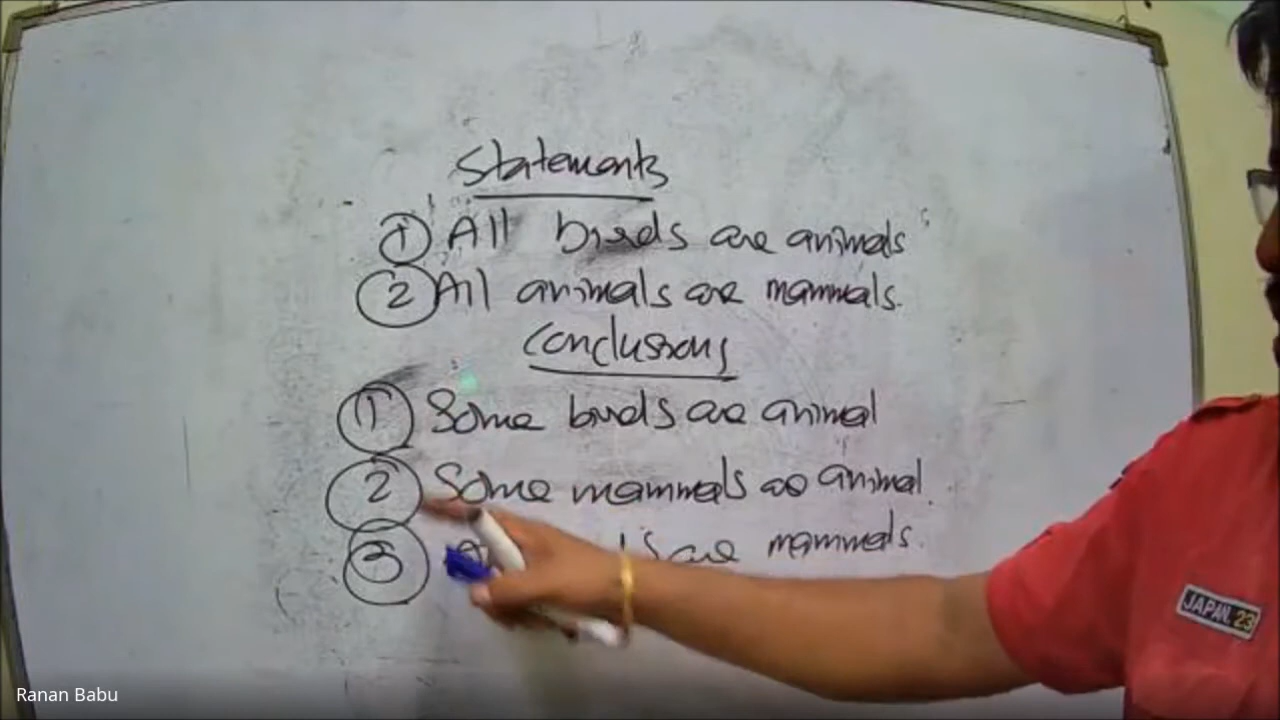 Statements
① All birds are animals
② All animals are mammals.
Conclusions
① Some birds are animal
② Some mammals are animal
③ are mammals.
JAPAN. 23
Ranan Babu